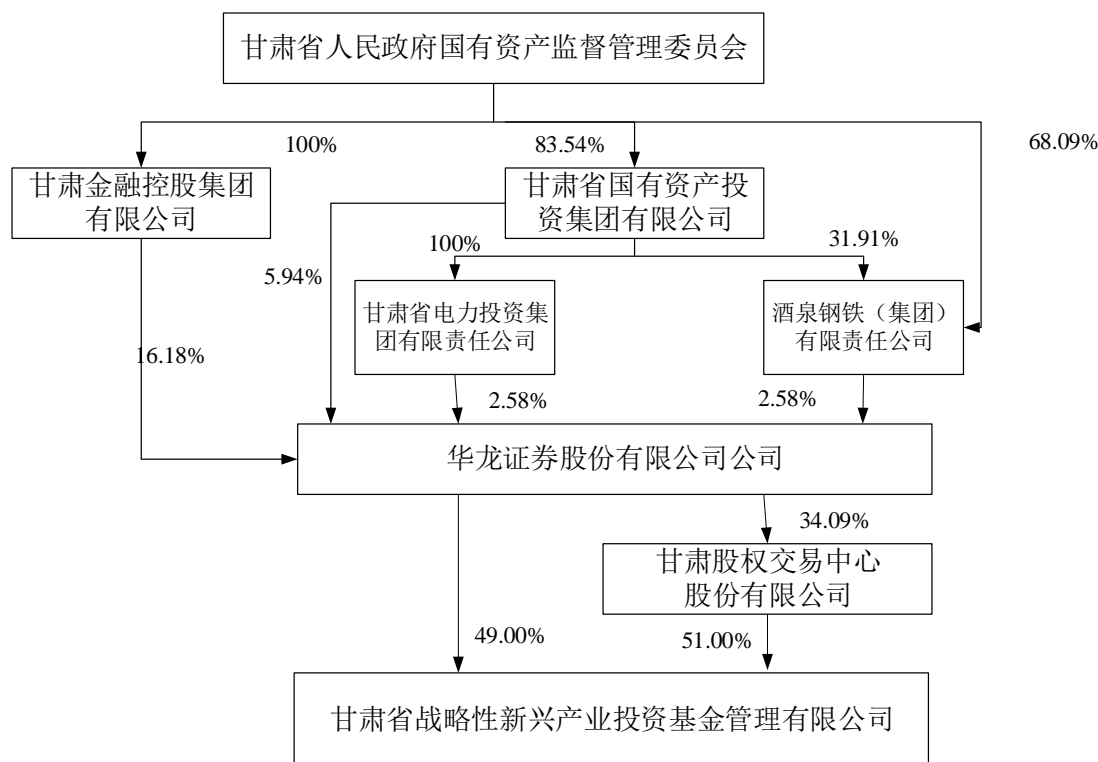 甘肃省人民政府国有资产监督管理委员会
100%
83.54%
68.09%
甘肃金融控股集团
有限公司
甘肃省国有资产投
资集团有限公司
5.94%
100%
31.91%
甘肃省电力投资集
团有限责任公司
酒泉钢铁（集团）
有限责任公司
16.18%
2.58%
2.58%
华龙证券股份有限公司公司
34.09%
甘肃股权交易中心
股份有限公司
49.00%
51.00%
甘肃省战略性新兴产业投资基金管理有限公司